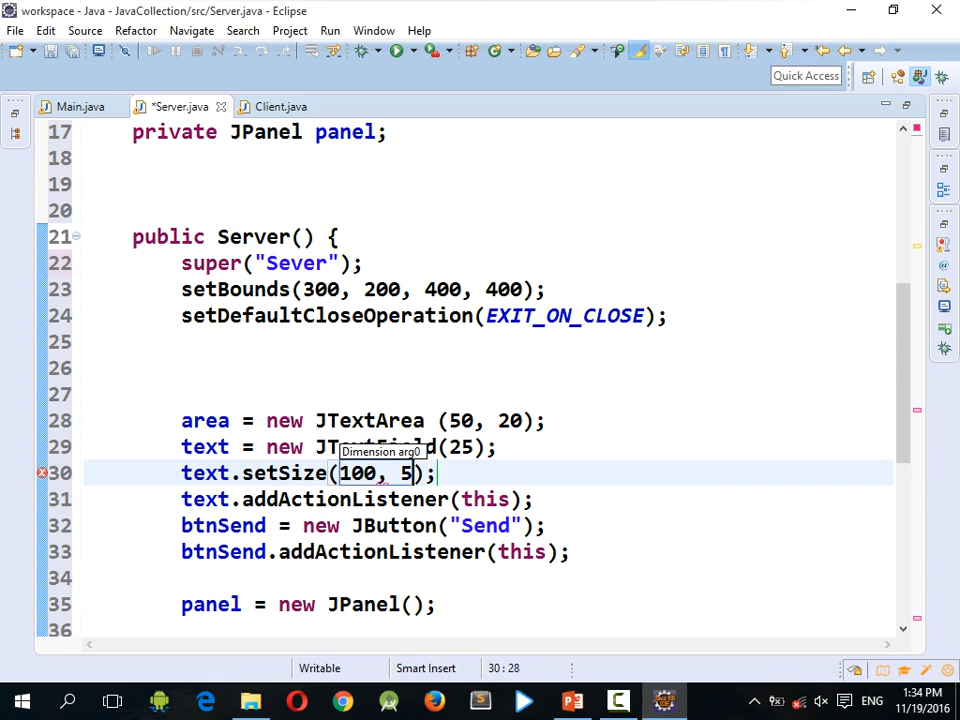 workspace - Java - JavaCollection/src/Server.java - Eclipse
File Edit Source Refactor Navigate Search Project Run Window Help
Quick Access
Main.java *Server.java Client.java
17 private JPanel panel;
18
19
20
21 public Server() {
22 super("Sever");
23 setBounds(300, 200, 400, 400);
24 setDefaultCloseOperation(EXIT_ON_CLOSE);
25
26
27
28 area = new JTextArea (50, 20);
29 text = new JTextField(25);
Dimension arg0
30 text.setSize(100, 5);
31 text.addActionListener(this);
32 btnSend = new JButton("Send");
33 btnSend.addActionListener(this);
34
35 panel = new JPanel();
36
Writable Smart Insert 30 : 28
ENG 1:34 PM
11/19/2016